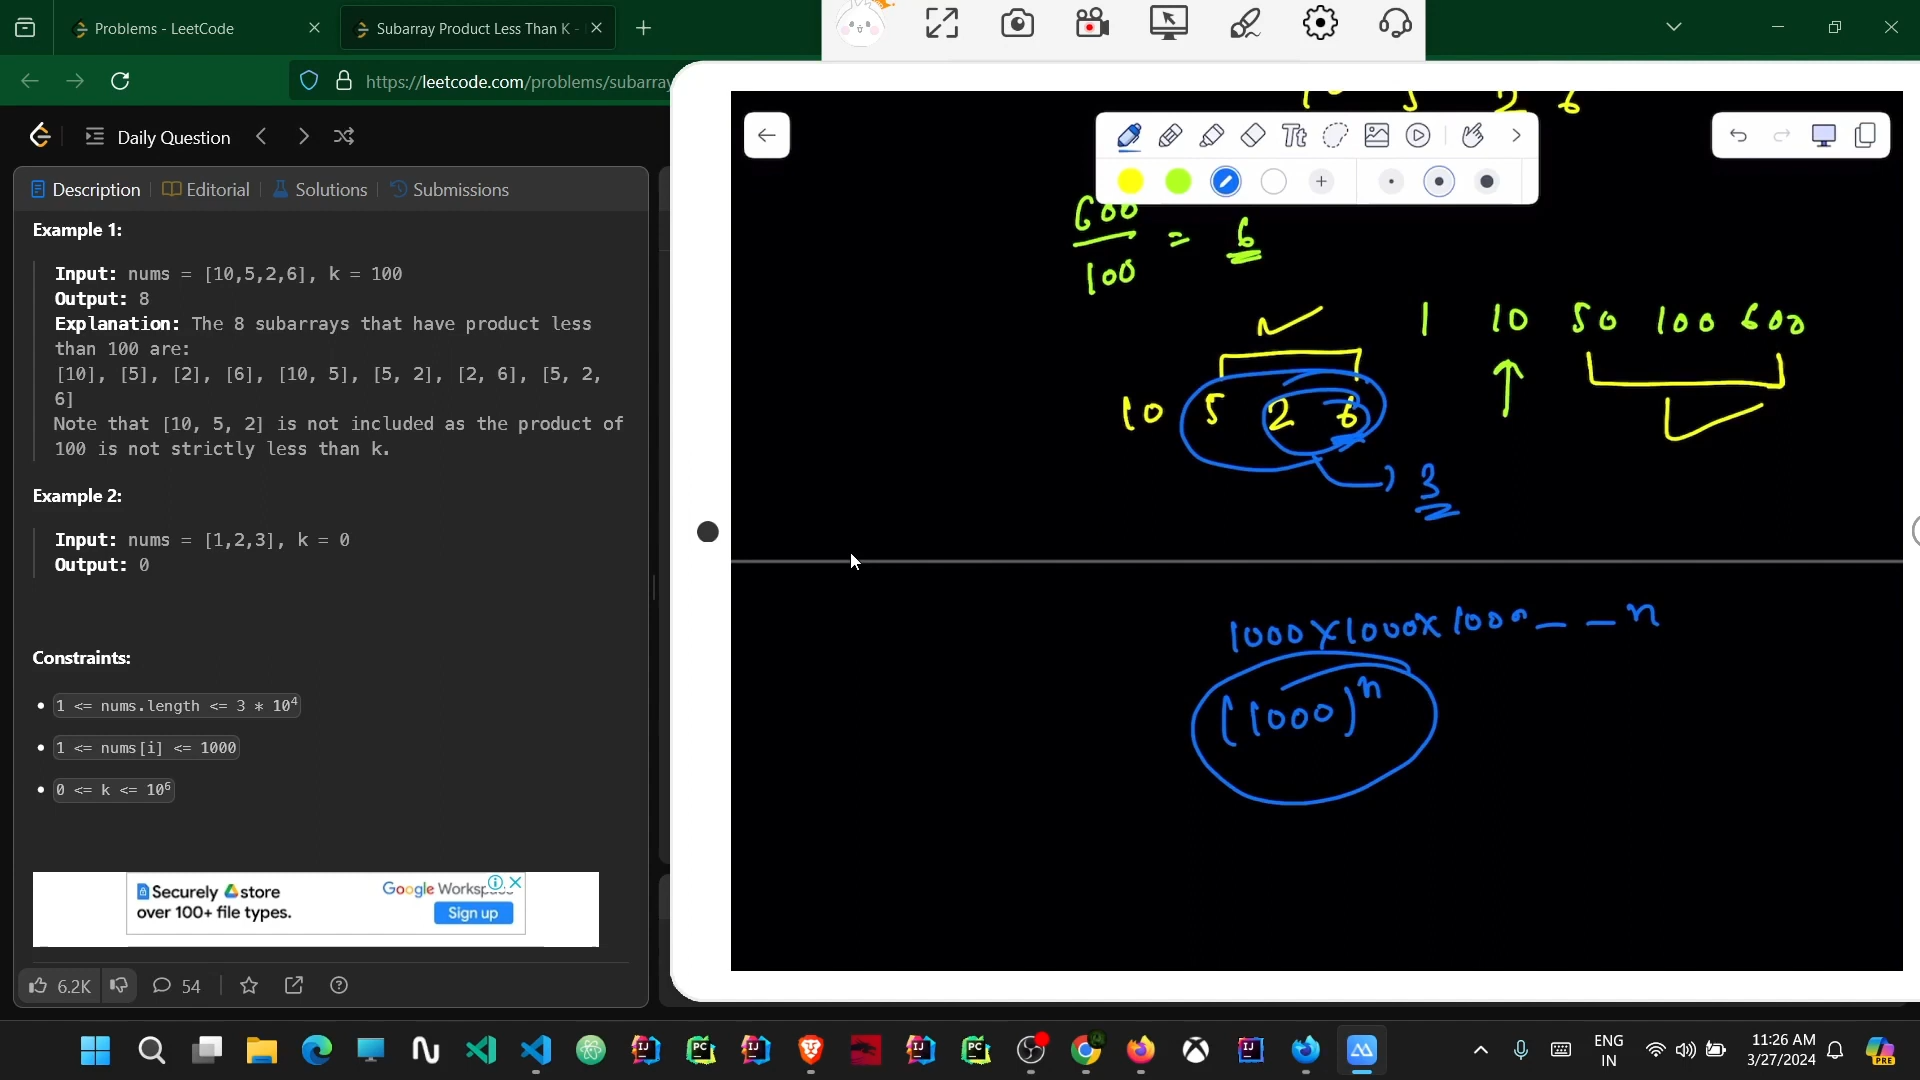 Problems - LeetCode
Subarray Product Less Than K -
https://leetcode.com/problems/subarray
Daily Question
Description
Editorial
Solutions
Submissions
Example 1:
Input: nums = [10,5,2,6], k = 100
Output: 8
Explanation: The 8 subarrays that have product less
than 100 are:
[10], [5], [2], [6], [10, 5], [5, 2], [2, 6], [5, 2,
6]
Note that [10, 5, 2] is not included as the product of
100 is not strictly less than k.
Example 2:
Input: nums = [1,2,3], k = 0
Output: 0
Constraints:
1 <= nums.length <= 3 * 10⁴
1 <= nums[i] <= 1000
0 <= k <= 10⁶
Securely store
over 100+ file types.
Google Worksp
Sign up
6.2K
54
Tt
600
100
= 6
1 10 50 100 600
10 5 2 6
3
1000 x 1000 x 1000 _ _ n
(1000)ⁿ
ENG
IN
11:26 AM
3/27/2024
PRE